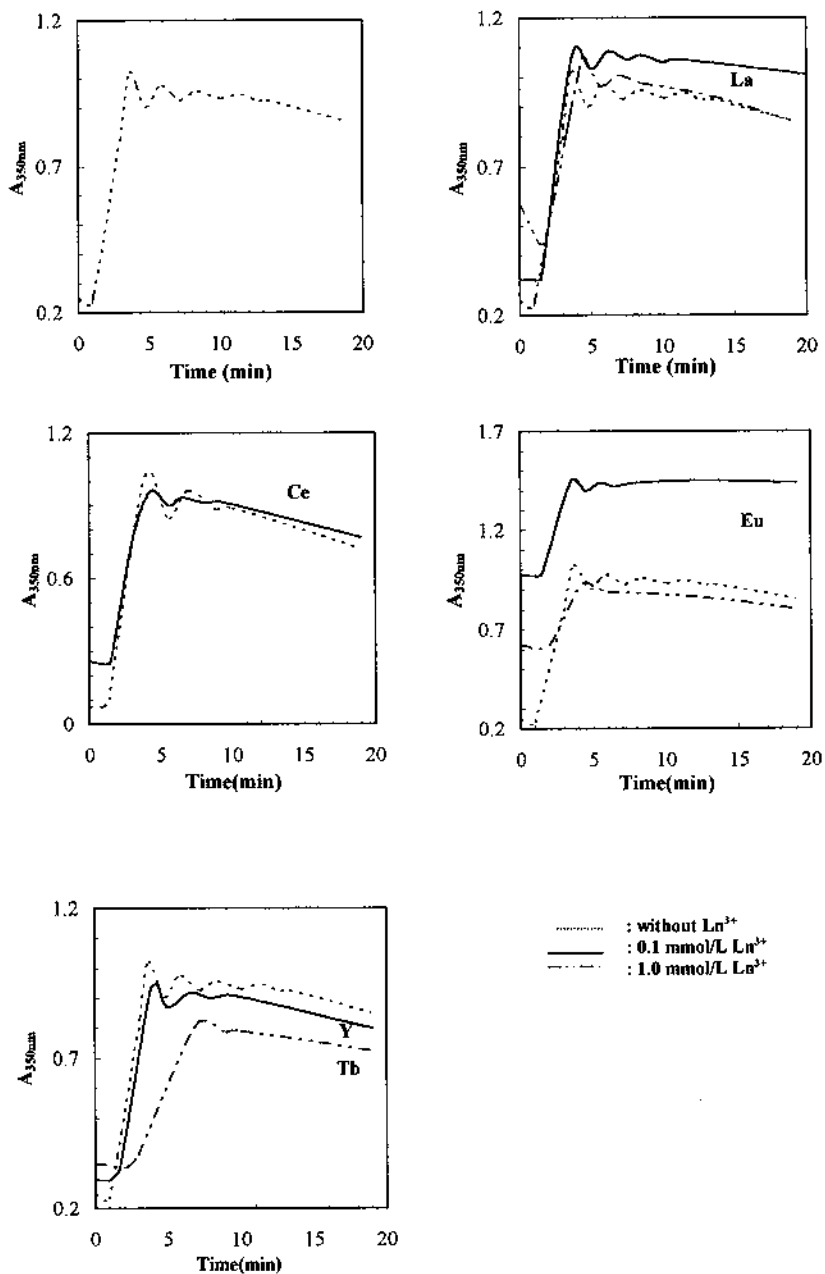 1.2
0.7
0.2
A350nm
0 5 10 15 20
Time (min)
1.2
0.7
0.2
A350nm
La
0 5 10 15 20
Time (min)
1.2
0.6
0
A350nm
Ce
0 5 10 15 20
Time(min)
1.7
1.2
0.7
0.2
A350nm
Eu
0 5 10 15 20
Time(min)
1.2
0.7
0.2
A350nm
Y
Tb
0 5 10 15 20
Time(min)
: without Ln³⁺
: 0.1 mmol/L Ln³⁺
: 1.0 mmol/L Ln³⁺